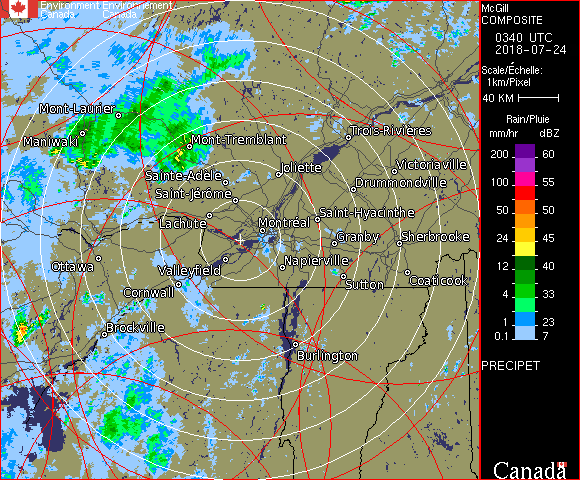 Environment Environnement
Canada Canada
Mont-Laurier
Maniwaki
Mont-Tremblant
Trois-Rivières
Sainte-Adèle
Joliette
Victoriaville
Saint-Jérôme
Drummondville
Lachute
Montréal
Saint-Hyacinthe
Granby
Sherbrooke
Ottawa
Valleyfield
Napierville
Cornwall
Sutton
Coaticook
Brockville
Burlington
McGill
COMPOSITE
0340 UTC
2018-07-24
Scale/Échelle:
1km/Pixel
40 KM
Rain/Pluie
mm/hr dBZ
200 60
100 55
50 50
24 45
12 40
4 33
1 23
0.1 7
PRECIPET
Canada